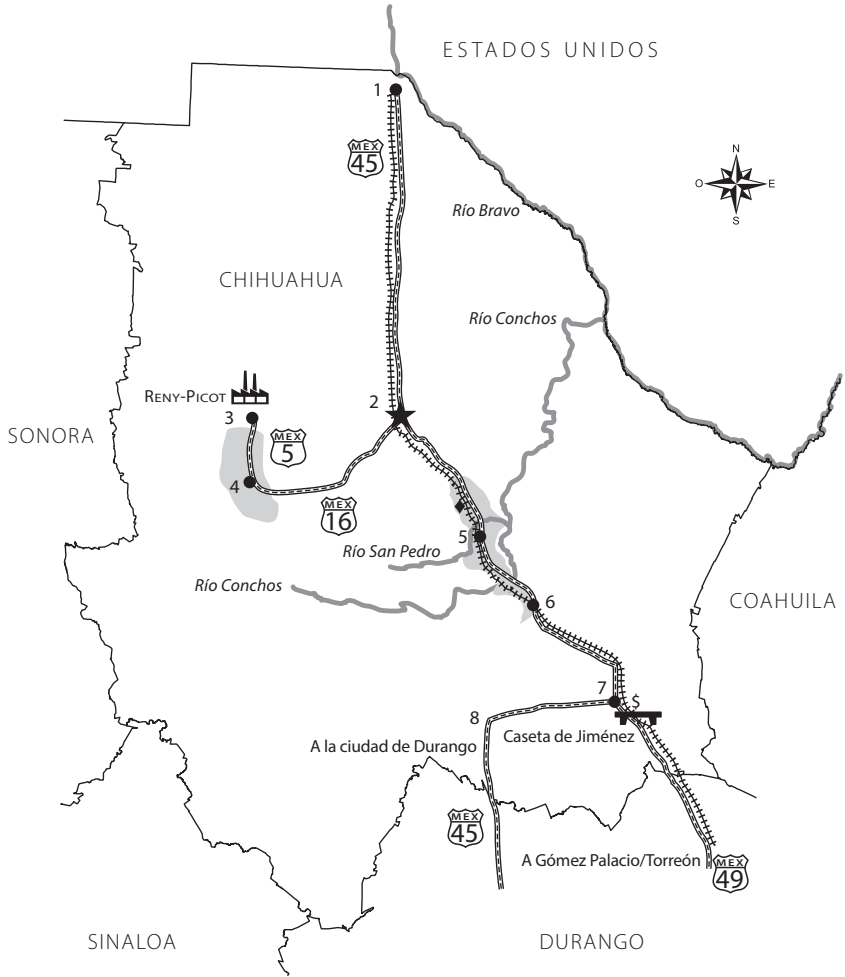 ESTADOS UNIDOS
1
MEX
45
N
O
E
S
Río Bravo
CHIHUAHUA
Río Conchos
RENY-PICOT
2
3
SONORA
MEX
5
4
MEX
16
5
Río San Pedro
Río Conchos
6
COAHUILA
7
$
8
Caseta de Jiménez
A la ciudad de Durango
MEX
45
A Gómez Palacio/Torreón
MEX
49
SINALOA
DURANGO